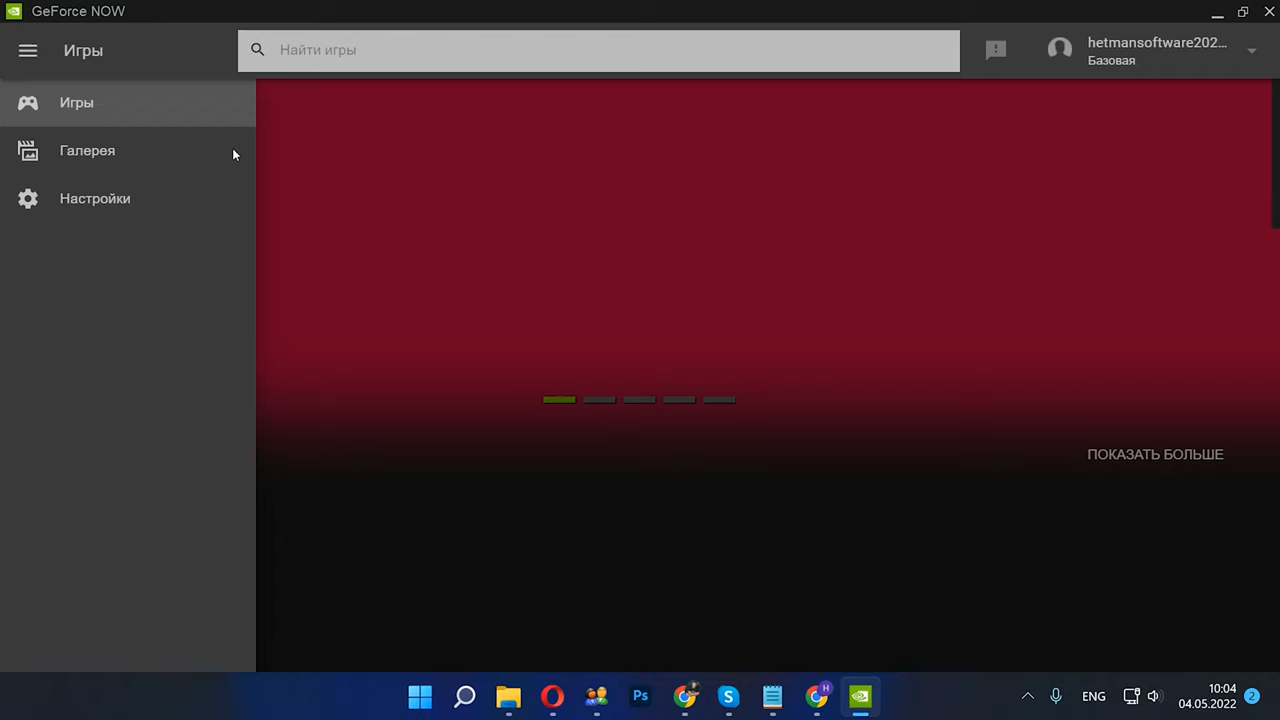 GeForce NOW
Игры
Найти игры
hetmansoftware202...
Базовая
Игры
Галерея
Настройки
ПОКАЗАТЬ БОЛЬШЕ
Ps
H
ENG
10:04
04.05.2022
2